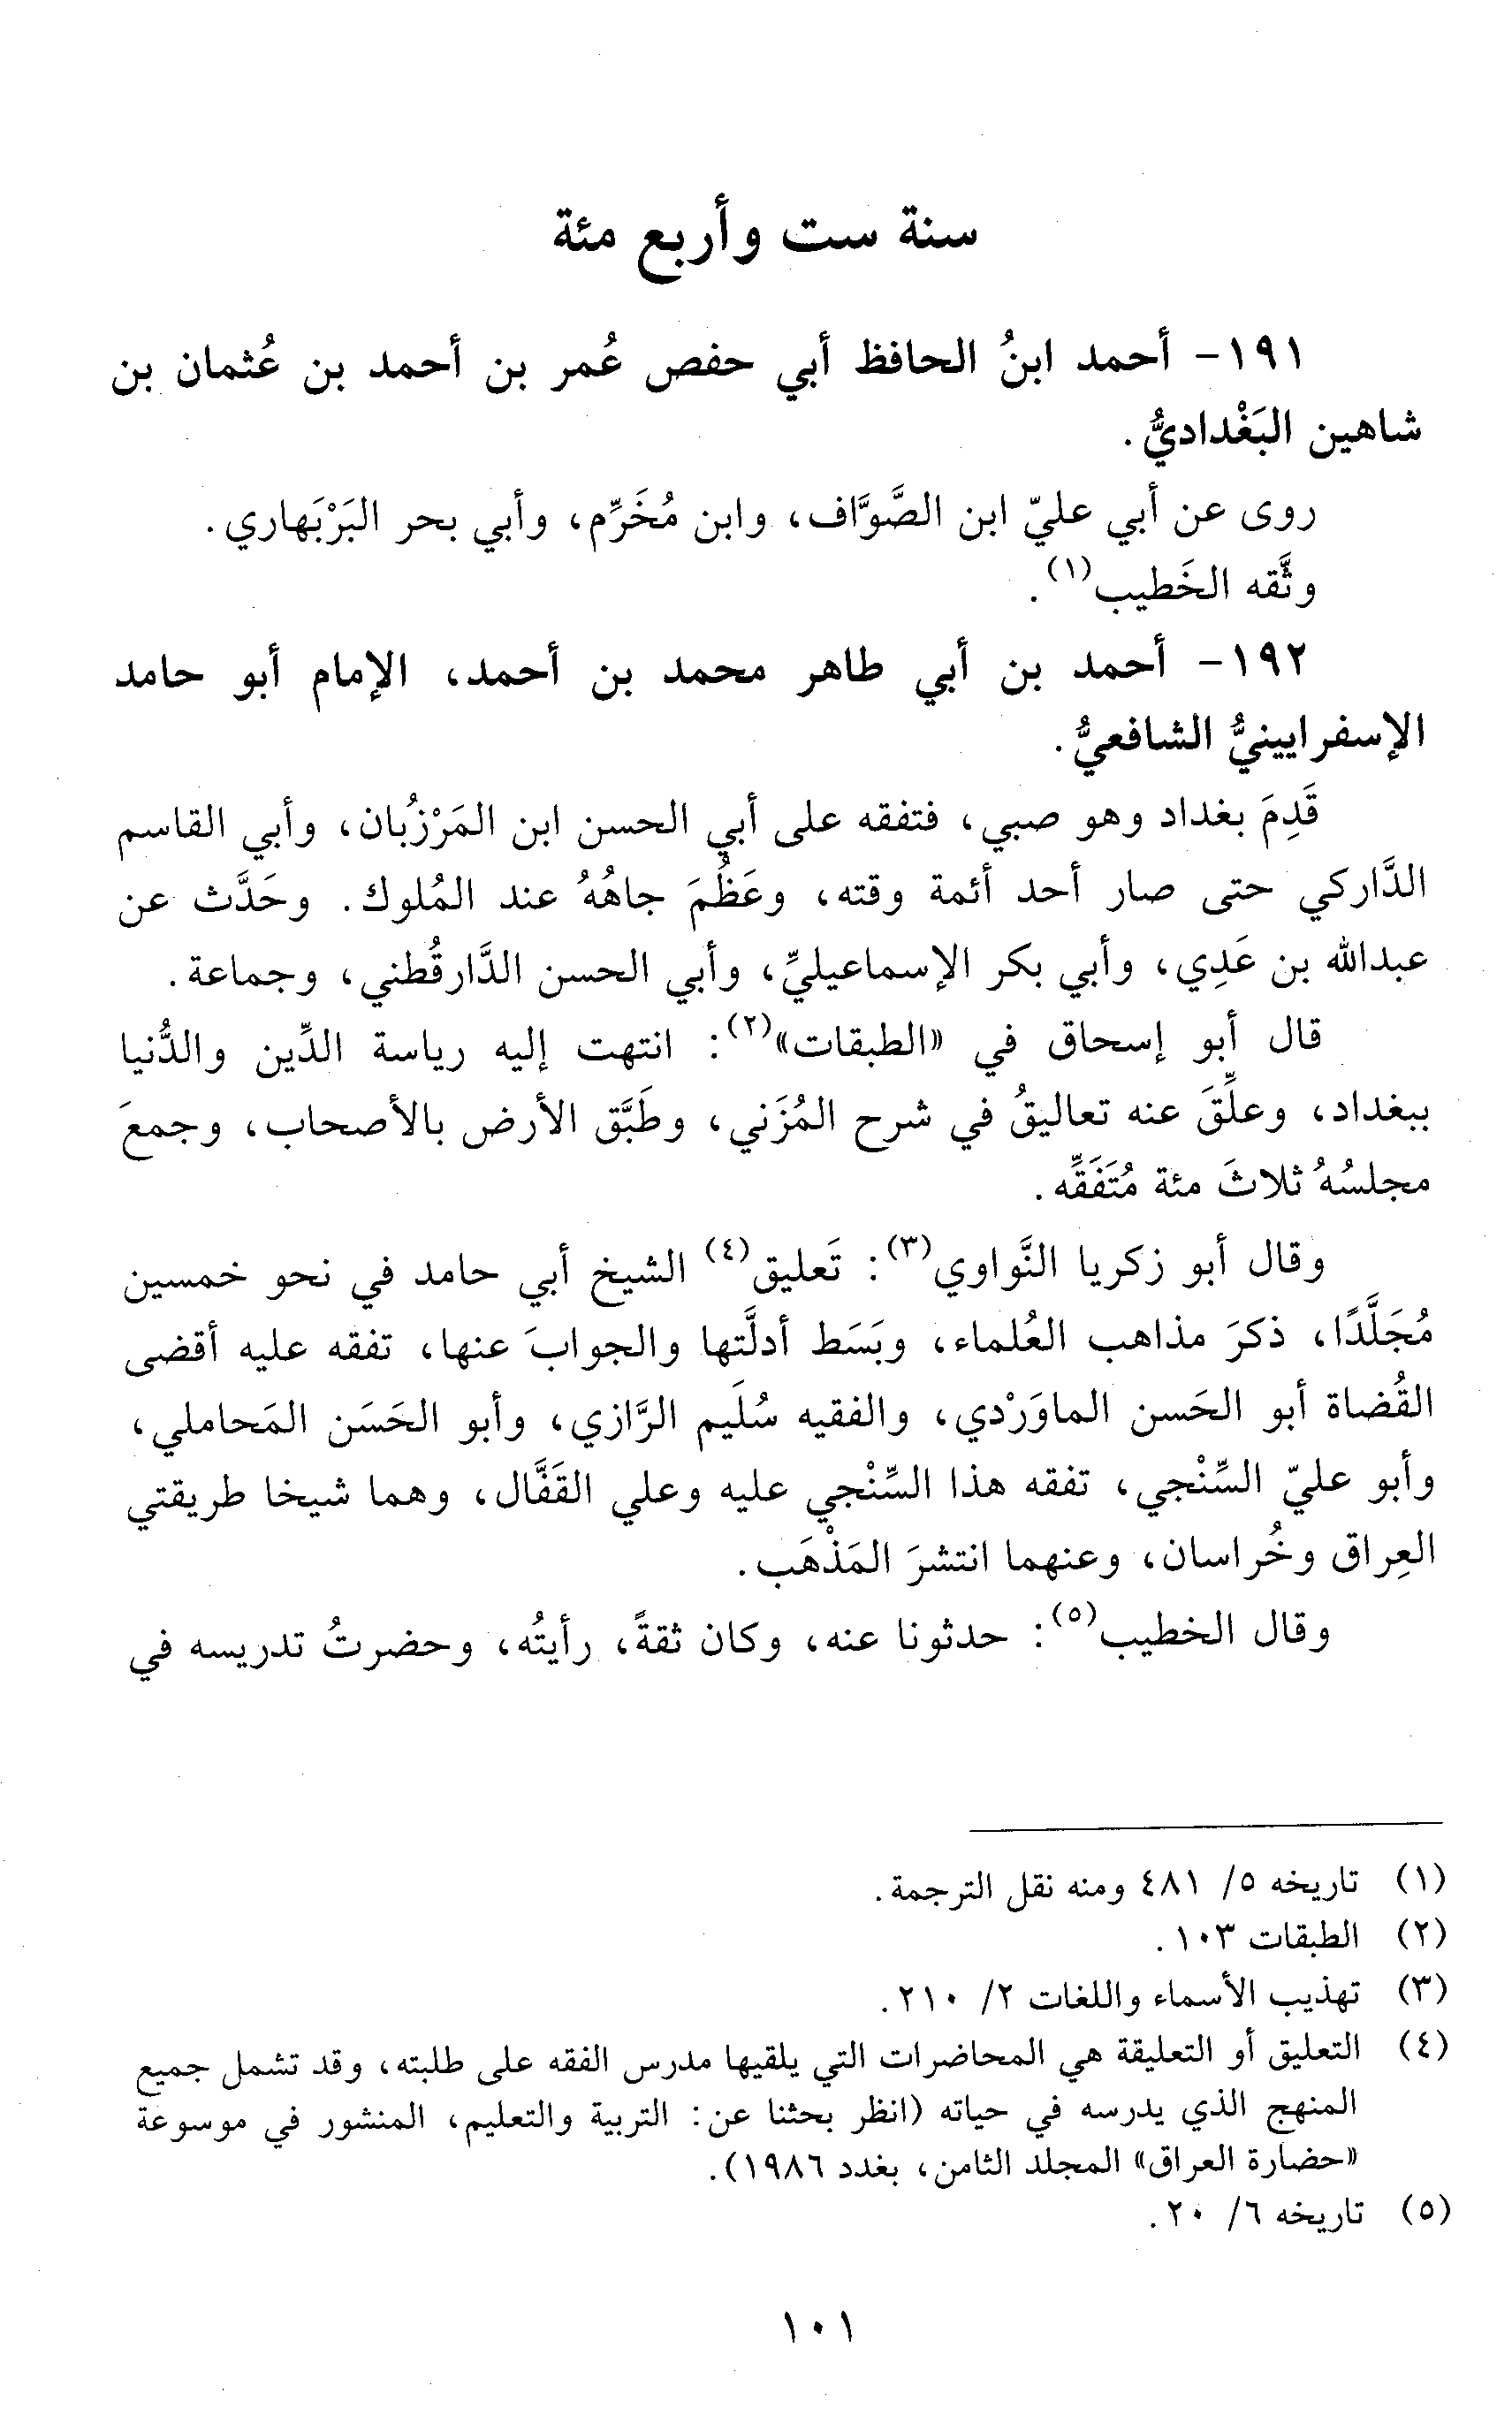 سنة ست وأربع مئة
١٩١- أحمد ابنُ الحافظ أبي حفص عُمر بن أحمد بن عُثمان بن
شاهين البَغْداديُّ.
روى عن أبي عليّ ابن الصَّوَّاف، وابن مُخَرِّم، وأبي بحر البَرْبَهاري.
وثَّقه الخَطيب(١).
١٩٢- أحمد بن أبي طاهر محمد بن أحمد، الإمام أبو حامد
الإسفرايينيُّ الشافعيُّ.
قَدِمَ بغداد وهو صبي، فتفقه على أبي الحسن ابن المَرْزُبان، وأبي القاسم
الدَّاركي حتى صار أحد أئمة وقته، وعَظُمَ جاهُهُ عند المُلوك. وحَدَّث عن
عبدالله بن عَدِي، وأبي بكر الإسماعيليِّ، وأبي الحسن الدَّارقُطني، وجماعة.
قال أبو إسحاق في «الطبقات»(٢): انتهت إليه رياسة الدِّين والدُّنيا
ببغداد، وعلِّقَ عنه تعاليقُ في شرح المُزَني، وطَبَّق الأرض بالأصحاب، وجمعَ
مجلسُهُ ثلاثَ مئة مُتَفَقِّه.
وقال أبو زكريا النَّواوي(٣): تَعليق(٤) الشيخ أبي حامد في نحو خمسين
مُجَلَّدًا، ذكرَ مذاهب العُلماء، وبَسَط أدلَّتها والجوابَ عنها، تفقه عليه أقضى
القُضاة أبو الحَسن الماوَرْدي، والفقيه سُلَيم الرَّازي، وأبو الحَسَن المَحاملي،
وأبو عليّ السِّنْجي، تفقه هذا السِّنْجي عليه وعلي القَفَّال، وهما شيخا طريقتي
العِراق وخُراسان، وعنهما انتشرَ المَذْهَب.
وقال الخطيب(٥): حدثونا عنه، وكان ثقةً، رأيتُه، وحضرتُ تدريسه في
(١) تاريخه ٥/ ٤٨١ ومنه نقل الترجمة.
(٢) الطبقات ١٠٣.
(٣) تهذيب الأسماء واللغات ٢/ ٢١٠.
(٤) التعليق أو التعليقة هي المحاضرات التي يلقيها مدرس الفقه على طلبته، وقد تشمل جميع
المنهج الذي يدرسه في حياته (انظر بحثنا عن: التربية والتعليم، المنشور في موسوعة
«حضارة العراق» المجلد الثامن، بغدد ١٩٨٦).
(٥) تاريخه ٦/ ٢٠.
١٠١